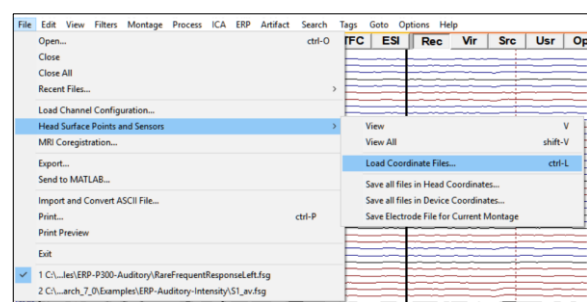 File Edit View Filters Montage Process ICA ERP Artifact Search Tags Goto Options Help
TFC ESI Rec Vir Src Usr Op
Open... ctrl-O
Close
Close All
Recent Files... >
Load Channel Configuration...
Head Surface Points and Sensors >
MRI Coregistration...
Export...
Send to MATLAB...
Import and Convert ASCII File...
Print... ctrl-P
Print Preview
Exit
1 C:\...les\ERP-P300-Auditory\RareFrequentResponseLeft.fsg
2 C:\...arch_7_0\Examples\ERP-Auditory-Intensity\S1_av.fsg
View V
View All shift-V
Load Coordinate Files... ctrl-L
Save all files in Head Coordinates...
Save all files in Device Coordinates...
Save Electrode File for Current Montage